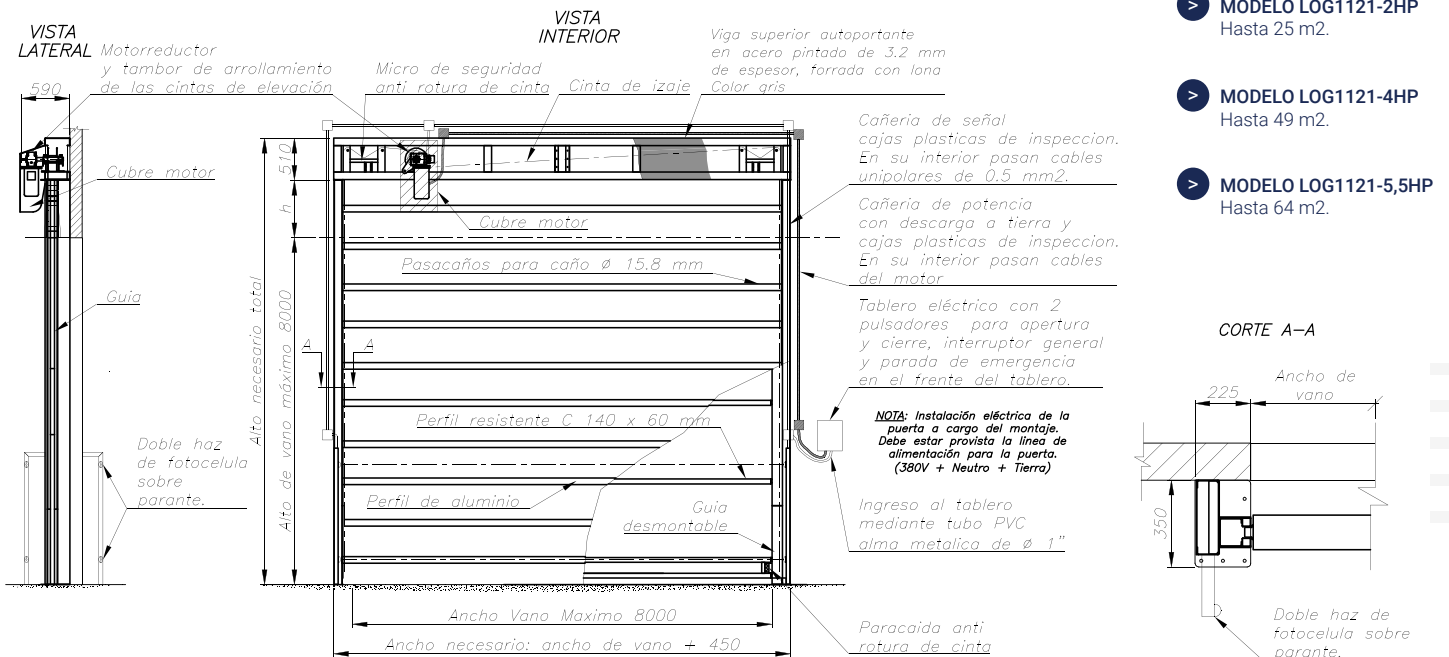 VISTA
LATERAL
590
Motorreductor
y tambor de arrollamiento
de las cintas de elevación
Cubre motor
Guia
Doble haz
de fotocelula
sobre
parante.
VISTA
INTERIOR
Micro de seguridad
anti rotura de cinta
Cinta de izaje
Viga superior autoportante
en acero pintado de 3.2 mm
de espesor, forrada con lona
Color gris
510
h
Alto necesario total
Alto de vano máximo 8000
Cubre motor
Pasacaños para caño ø 15.8 mm
A
A
Perfil resistente C 140 x 60 mm
Perfil de aluminio
Guia
desmontable
Ancho Vano Maximo 8000
Ancho necesario: ancho de vano + 450
Cañeria de señal
cajas plasticas de inspeccion.
En su interior pasan cables
unipolares de 0.5 mm2.
Cañeria de potencia
con descarga a tierra y
cajas plasticas de inspeccion.
En su interior pasan cables
del motor
Tablero eléctrico con 2
pulsadores para apertura
y cierre, interruptor general
y parada de emergencia
en el frente del tablero.
NOTA: Instalación eléctrica de la
puerta a cargo del montaje.
Debe estar provista la linea de
alimentación para la puerta.
(380V + Neutro + Tierra)
Ingreso al tablero
mediante tubo PVC
alma metalica de ø 1"
Paracaida anti
rotura de cinta
> MODELO LOG1121-2HP
Hasta 25 m2.
> MODELO LOG1121-4HP
Hasta 49 m2.
> MODELO LOG1121-5,5HP
Hasta 64 m2.
CORTE A-A
225
Ancho de
vano
350
Doble haz de
fotocelula sobre
parante.